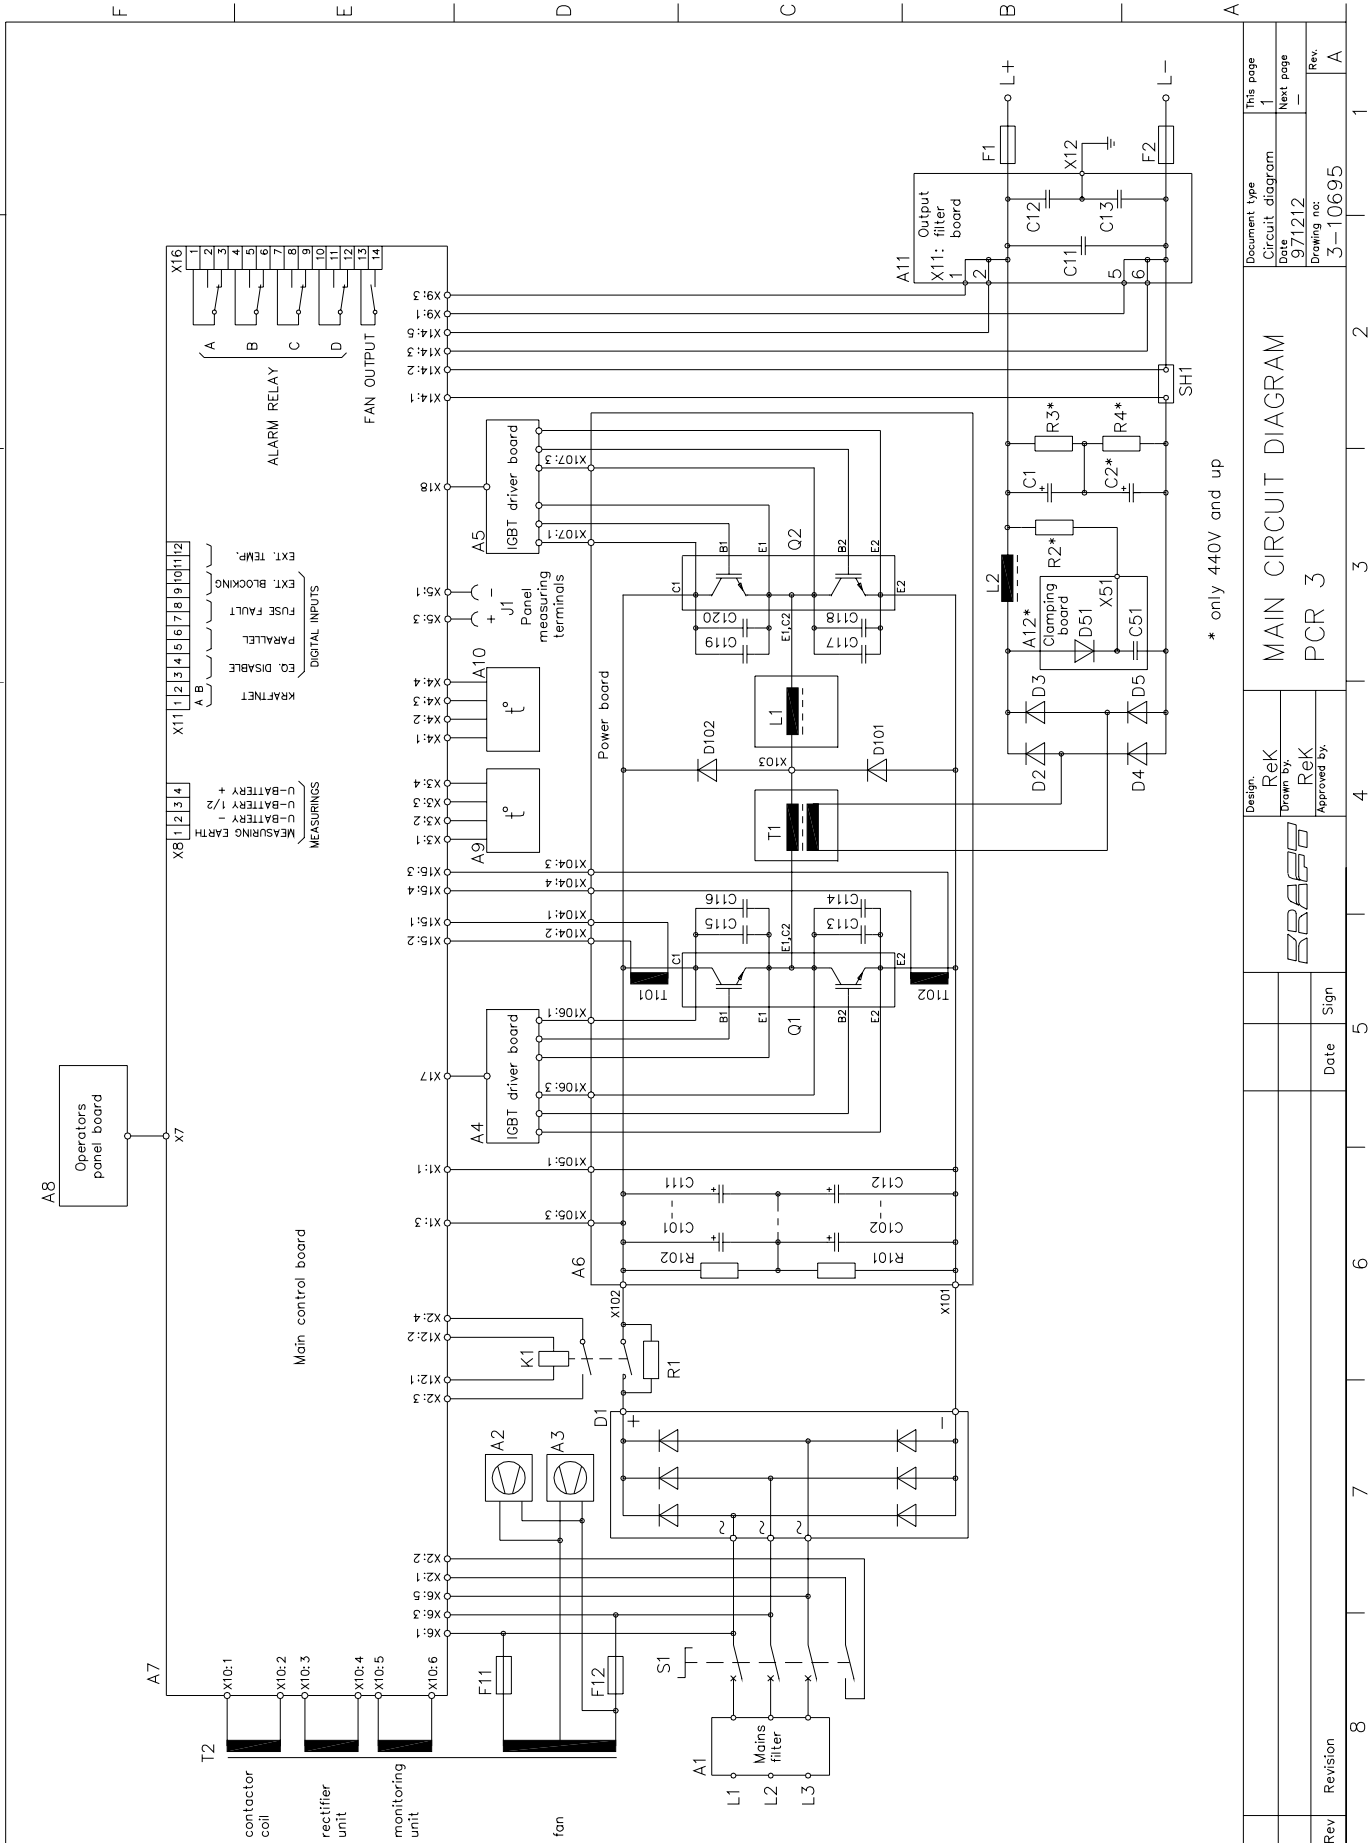 F
E
D
C
B
A
A8
Operators
panel board
X7
A7
Main control board
T2
contactor
coil
rectifier
unit
monitoring
unit
fan
X10:1
X10:2
X10:3
X10:4
X10:5
X10:6
X8
1 2 3 4
MEASURING EARTH
U-BATTERY -
U-BATTERY 1/2
U-BATTERY +
MEASURINGS
X11
1 2 3 4 5 6 7 8 9 10 11 12
A B
KRAFTNET
EQ. DISABLE
PARALLEL
FUSE FAULT
EXT. BLOCKING
EXT. TEMP.
DIGITAL INPUTS
X16
1
2
3
4
5
6
7
8
9
10
11
12
13
14
A
B
C
D
ALARM RELAY
FAN OUTPUT
X6:1
X6:3
X6:5
X2:1
X2:2
X2:3
X12:1
X12:2
X2:4
X1:3
X1:1
X17
X15:2
X15:1
X15:4
X15:3
X3:1
X3:2
X3:3
X3:4
X4:1
X4:2
X4:3
X4:4
X5:3
X5:1
X18
X14:1
X14:2
X14:3
X14:5
X9:1
X9:3
F11
F12
A2
A3
K1
R1
S1
A1
Mains
filter
L1
L2
L3
D1
+
-
~
~
~
A4
IGBT driver board
A5
IGBT driver board
A9
t°
A10
t°
+
-
J1
Panel
measuring
terminals
A6
Power board
X102
X101
X105:3
X105:1
X106:3
X106:1
X104:2
X104:1
X104:4
X104:3
X107:1
X107:3
R102
R101
C101
---
C111
C102
---
C112
+
+
+
+
Q1
B1
E1
B2
E2
C1
E1,C2
E2
T101
T102
C115
C116
C113
C114
T1
X103
D102
D101
L1
Q2
C1
B1
E1
B2
E2
E1,C2
E2
C119
C120
C117
C118
D2
D3
D4
D5
A12*
Clamping
board
D51
X51
C51
L2
R2*
C1
+
C2*
+
R3*
R4*
SH1
A11
X11:
Output
filter
board
1
2
5
6
C11
C12
C13
X12
F1
F2
L+
L-
* only 440V and up
Rev
Revision
Date
Sign
Design.
ReK
Drawn by.
ReK
Approved by.
MAIN CIRCUIT DIAGRAM
PCR 3
Document type
Circuit diagram
Date
971212
Drawing no:
3-10695
This page
1
Next page
-
Rev.
A
8
7
6
5
4
3
2
1